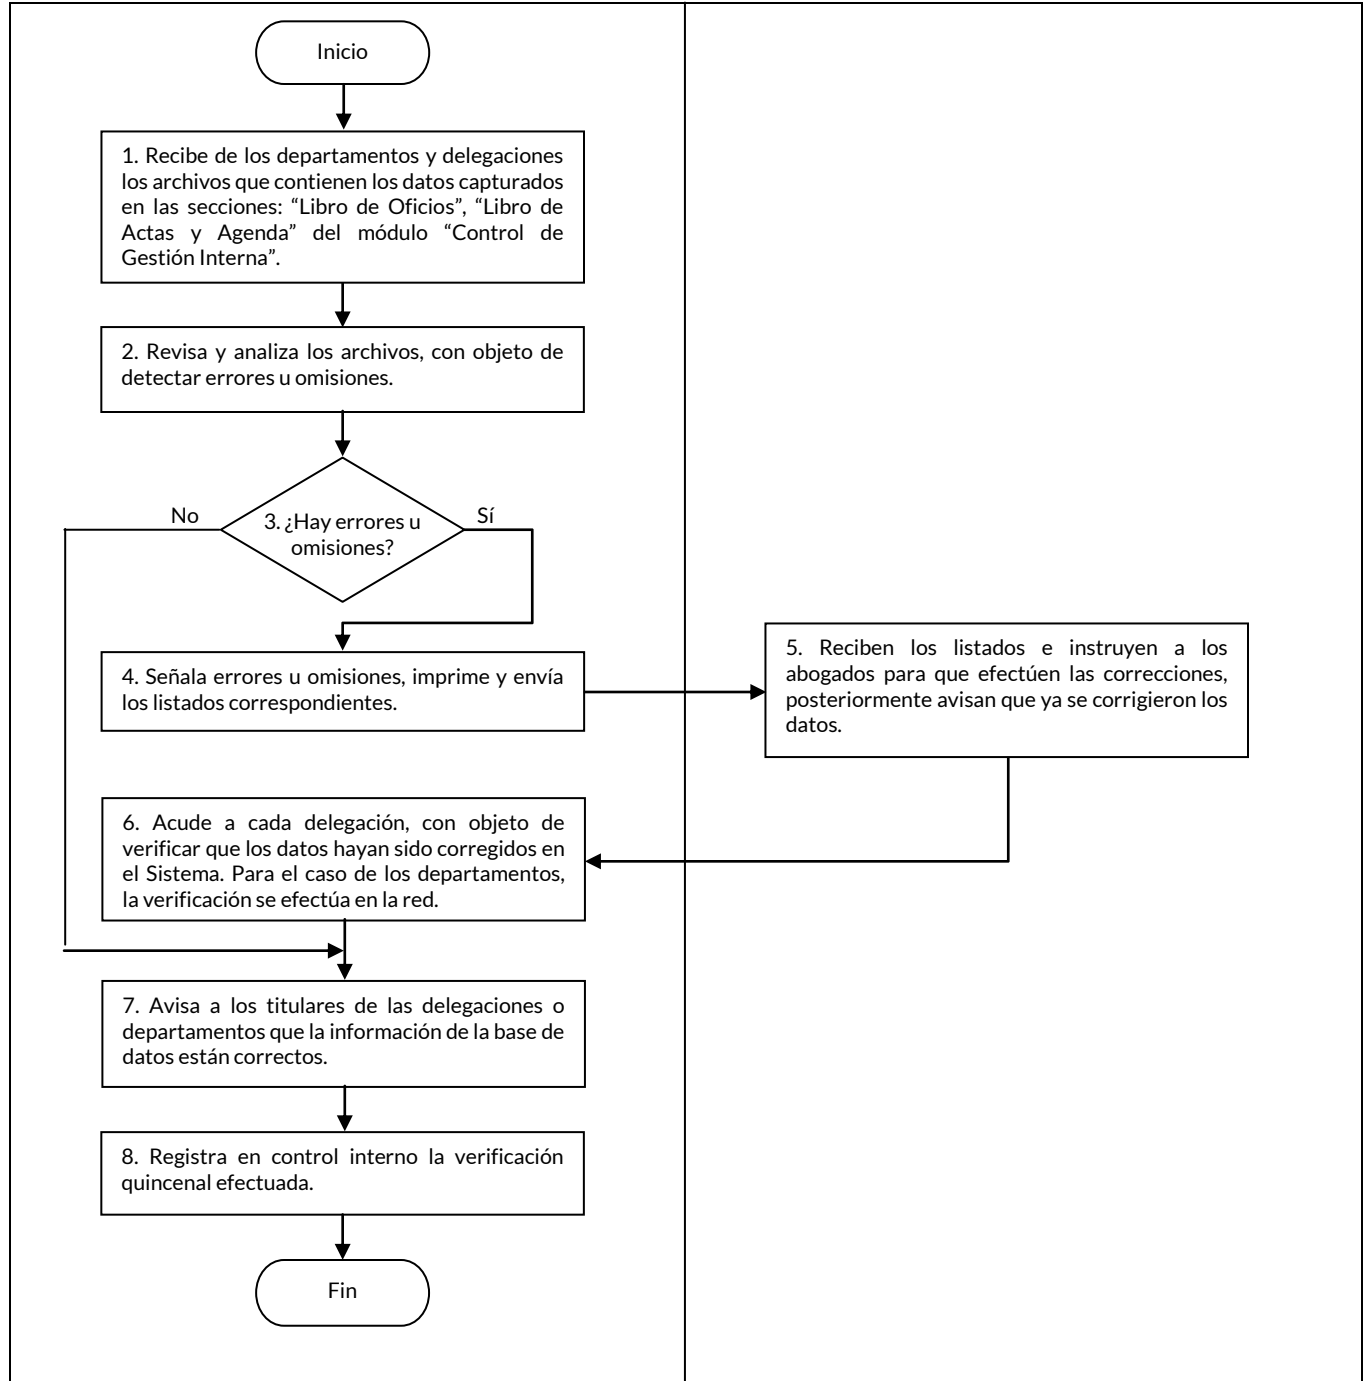 Inicio
1. Recibe de los departamentos y delegaciones
los archivos que contienen los datos capturados
en las secciones: “Libro de Oficios”, “Libro de
Actas y Agenda” del módulo “Control de
Gestión Interna”.
2. Revisa y analiza los archivos, con objeto de
detectar errores u omisiones.
No
3. ¿Hay errores u
omisiones?
Sí
4. Señala errores u omisiones, imprime y envía
los listados correspondientes.
5. Reciben los listados e instruyen a los
abogados para que efectúen las correcciones,
posteriormente avisan que ya se corrigieron los
datos.
6. Acude a cada delegación, con objeto de
verificar que los datos hayan sido corregidos en
el Sistema. Para el caso de los departamentos,
la verificación se efectúa en la red.
7. Avisa a los titulares de las delegaciones o
departamentos que la información de la base de
datos están correctos.
8. Registra en control interno la verificación
quincenal efectuada.
Fin